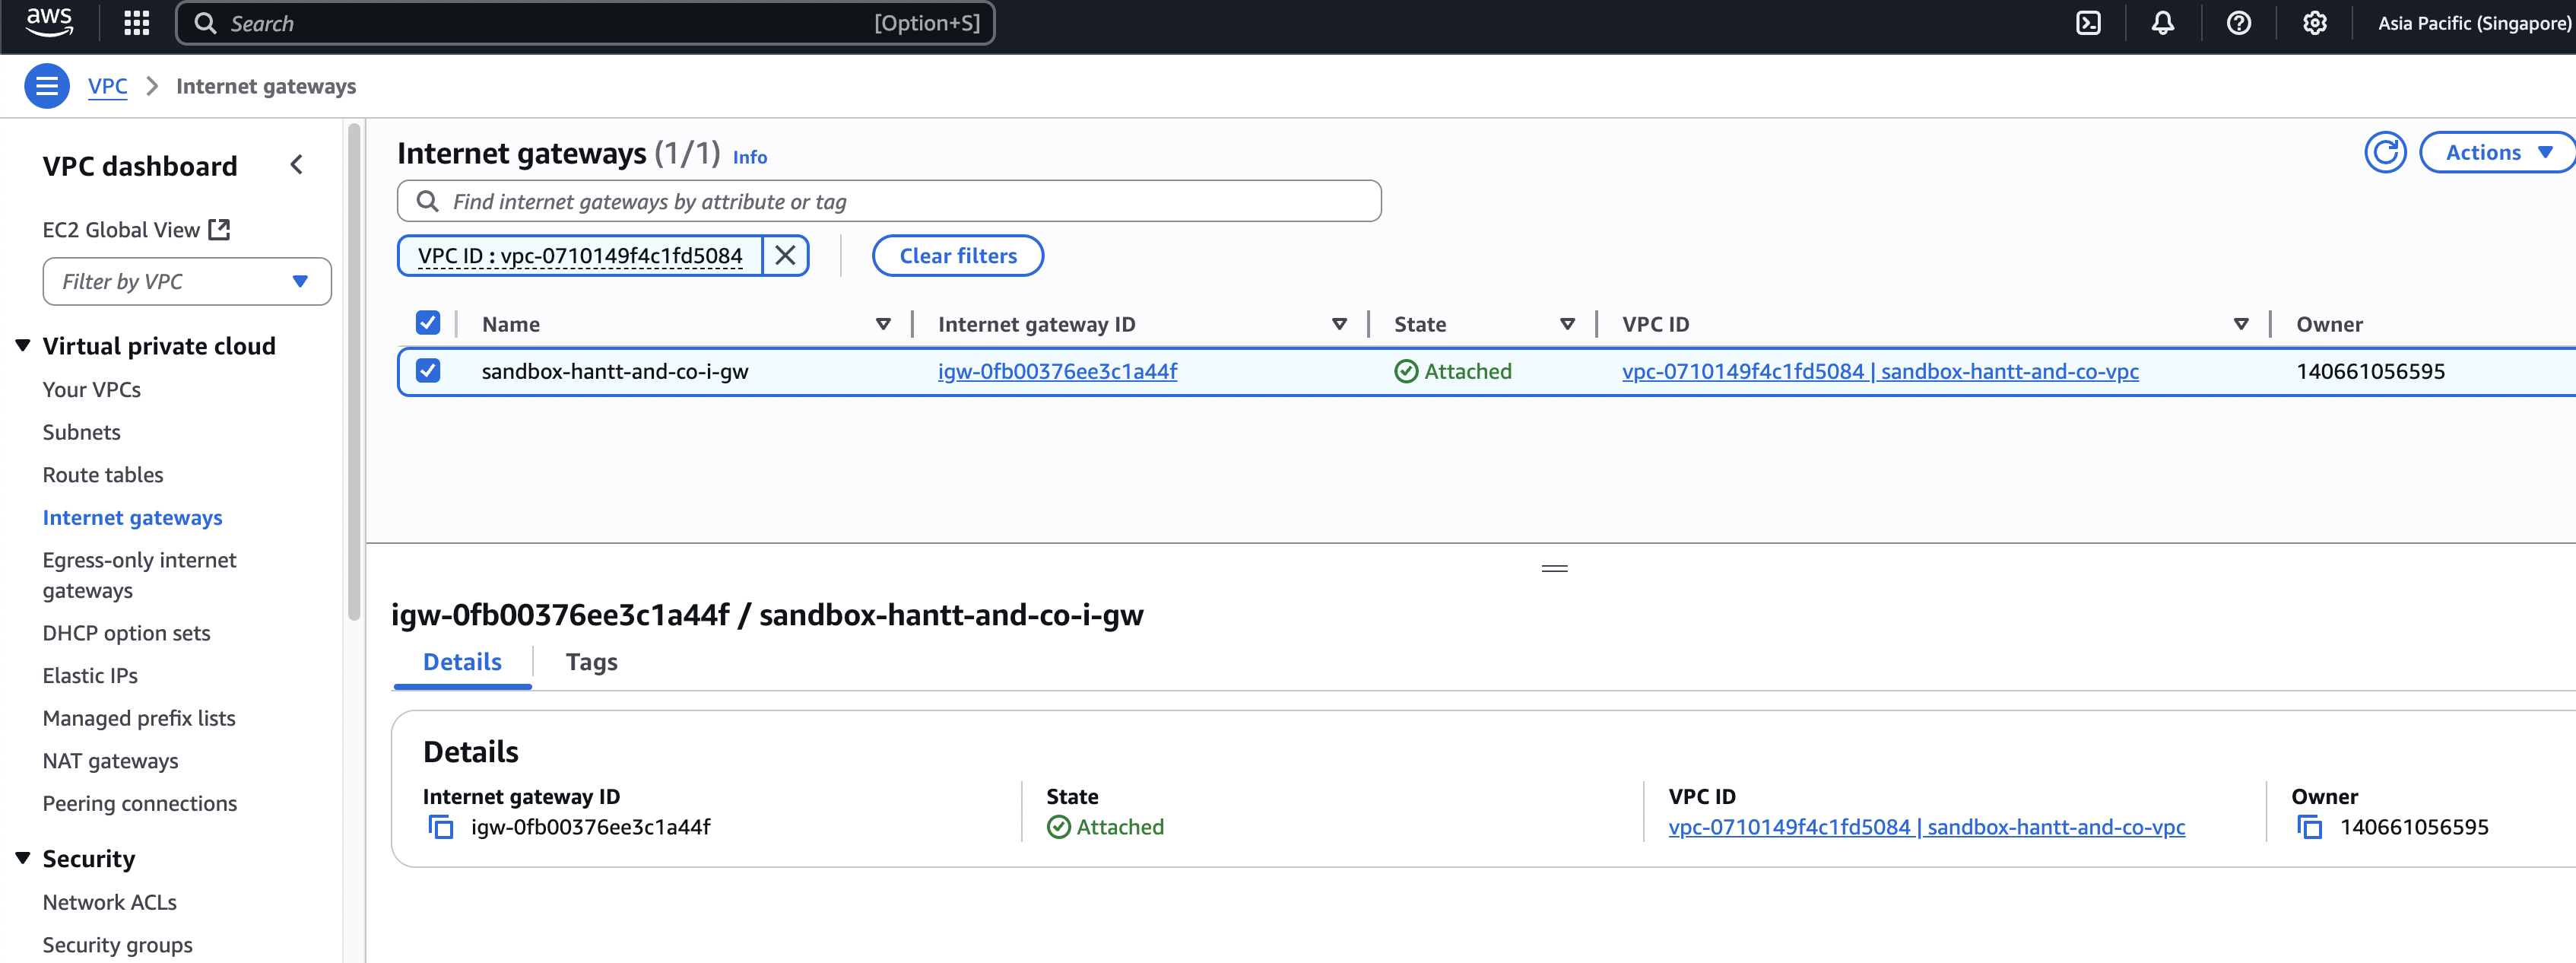 aws
Search
[Option+S]
Asia Pacific (Singapore)
VPC
Internet gateways
VPC dashboard
EC2 Global View
Filter by VPC
Virtual private cloud
Your VPCs
Subnets
Route tables
Internet gateways
Egress-only internet
gateways
DHCP option sets
Elastic IPs
Managed prefix lists
NAT gateways
Peering connections
Security
Network ACLs
Security groups
Internet gateways (1/1) Info
Actions
Find internet gateways by attribute or tag
VPC ID : vpc-0710149f4c1fd5084
Clear filters
Name Internet gateway ID State VPC ID Owner
sandbox-hantt-and-co-i-gw igw-0fb00376ee3c1a44f Attached vpc-0710149f4c1fd5084 | sandbox-hantt-and-co-vpc 140661056595
igw-0fb00376ee3c1a44f / sandbox-hantt-and-co-i-gw
Details Tags
Details
Internet gateway ID State VPC ID Owner
igw-0fb00376ee3c1a44f Attached vpc-0710149f4c1fd5084 | sandbox-hantt-and-co-vpc 140661056595